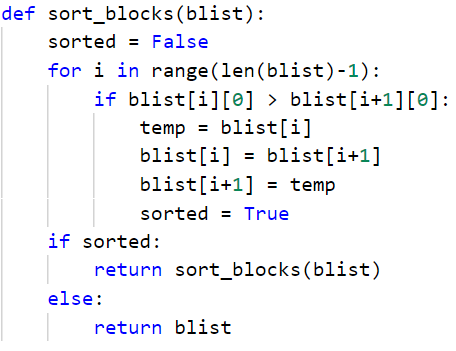 def sort_blocks(blist):
    sorted = False
    for i in range(len(blist)-1):
        if blist[i][0] > blist[i+1][0]:
            temp = blist[i]
            blist[i] = blist[i+1]
            blist[i+1] = temp
            sorted = True
    if sorted:
        return sort_blocks(blist)
    else:
        return blist